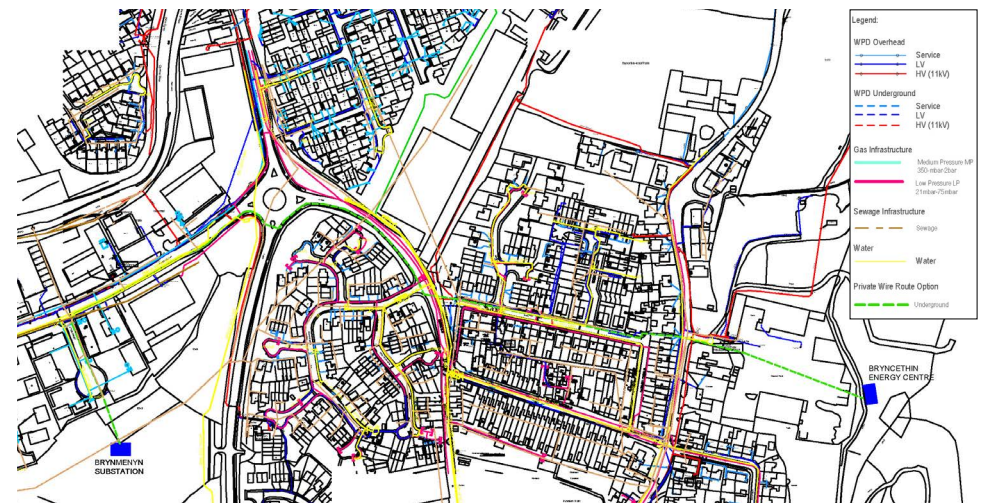 Legend:
WPD Overhead
Service
LV
HV (11kV)
WPD Underground
Service
LV
HV (11kV)
Gas Infrastructure
Medium Pressure MP
350-mbar-2bar
Low Pressure LP
21mbar-75mbar
Sewage Infrastructure
Sewage
Water
Water
Private Wire Route Option
Underground
BRYNCETHIN
ENERGY CENTRE
BRYNMENYN
SUBSTATION